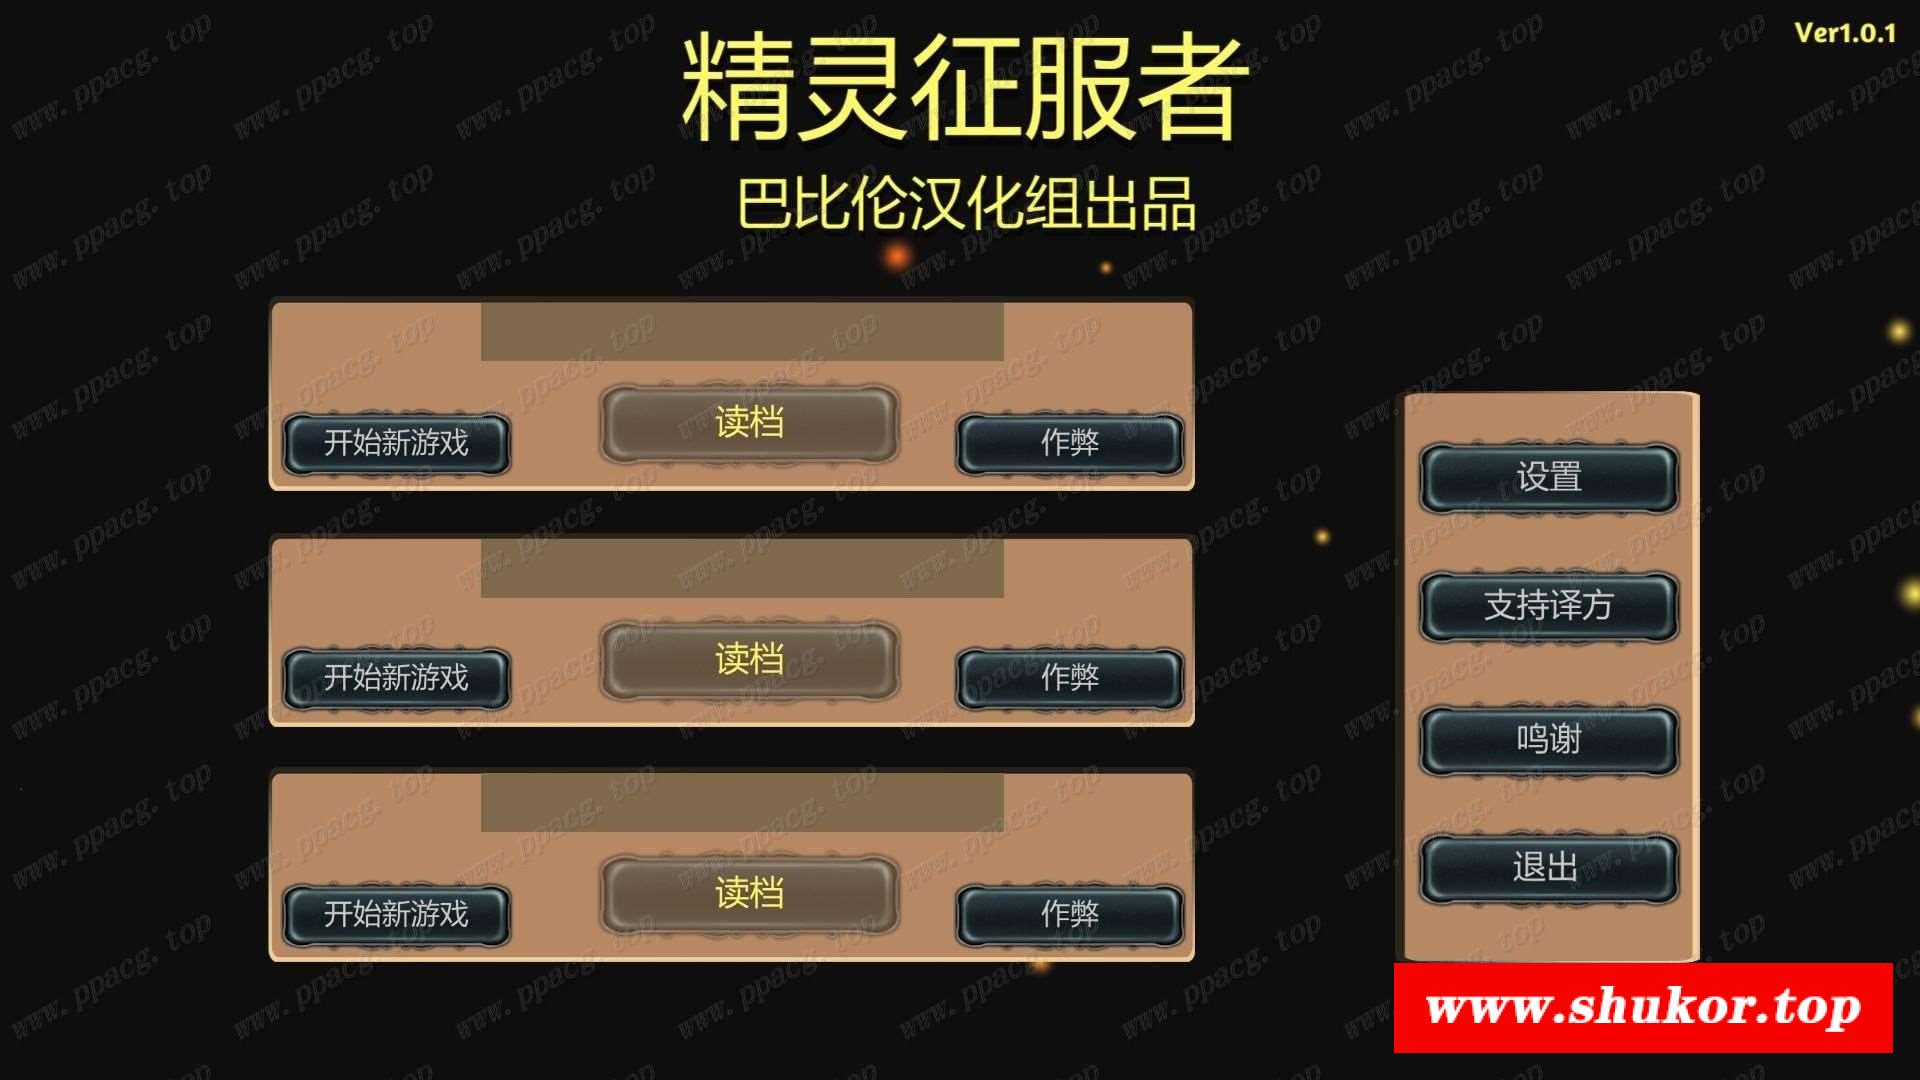 Ver1.0.1
精灵征服者
巴比伦汉化组出品
读档
开始新游戏
作弊
读档
开始新游戏
作弊
读档
开始新游戏
作弊
设置
支持译方
鸣谢
退出
www.shukor.top
www.ppacg.top